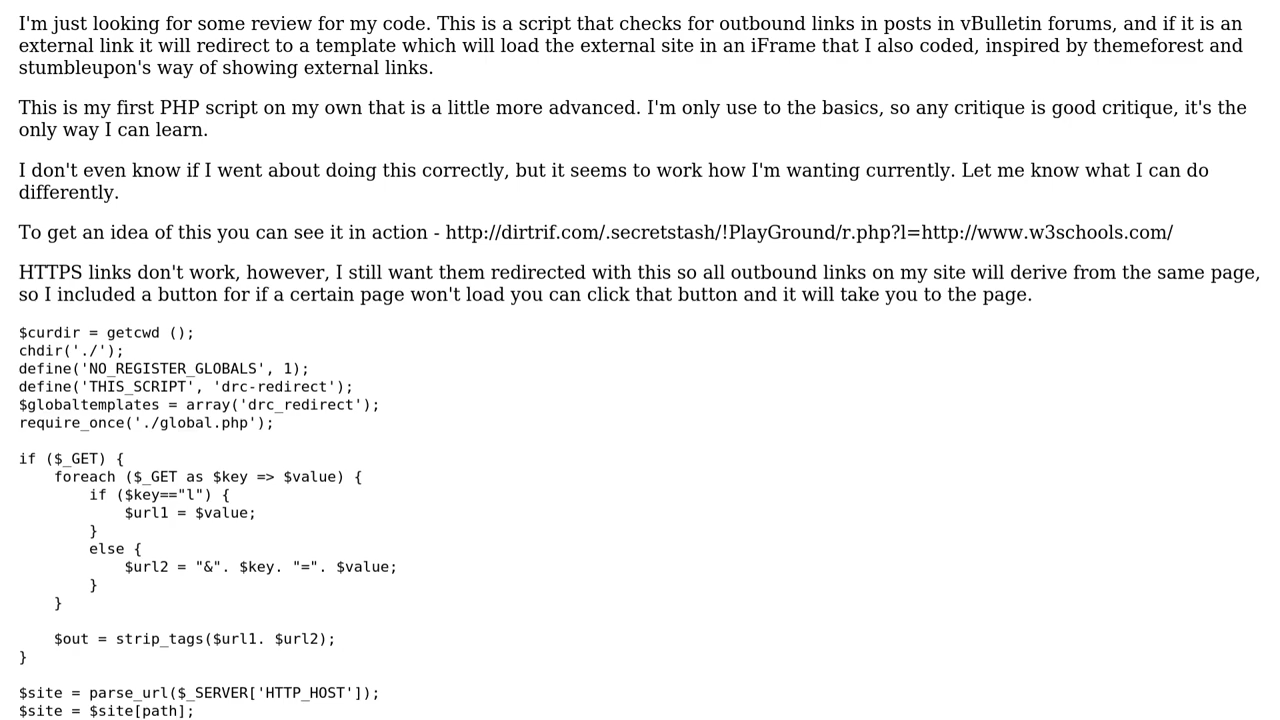 I'm just looking for some review for my code. This is a script that checks for outbound links in posts in vBulletin forums, and if it is an
external link it will redirect to a template which will load the external site in an iFrame that I also coded, inspired by themeforest and
stumbleupon's way of showing external links.
This is my first PHP script on my own that is a little more advanced. I'm only use to the basics, so any critique is good critique, it's the
only way I can learn.
I don't even know if I went about doing this correctly, but it seems to work how I'm wanting currently. Let me know what I can do
differently.
To get an idea of this you can see it in action - http://dirtrif.com/.secretstash/!PlayGround/r.php?l=http://www.w3schools.com/
HTTPS links don't work, however, I still want them redirected with this so all outbound links on my site will derive from the same page,
so I included a button for if a certain page won't load you can click that button and it will take you to the page.
$curdir = getcwd ();
chdir('./');
define('NO_REGISTER_GLOBALS', 1);
define('THIS_SCRIPT', 'drc-redirect');
$globaltemplates = array('drc_redirect');
require_once('./global.php');
if ($_GET) {
    foreach ($_GET as $key => $value) {
        if ($key=="l") {
            $url1 = $value;
        }
        else {
            $url2 = "&". $key. "=". $value;
        }
    }
    $out = strip_tags($url1. $url2);
}
$site = parse_url($_SERVER['HTTP_HOST']);
$site = $site[path];